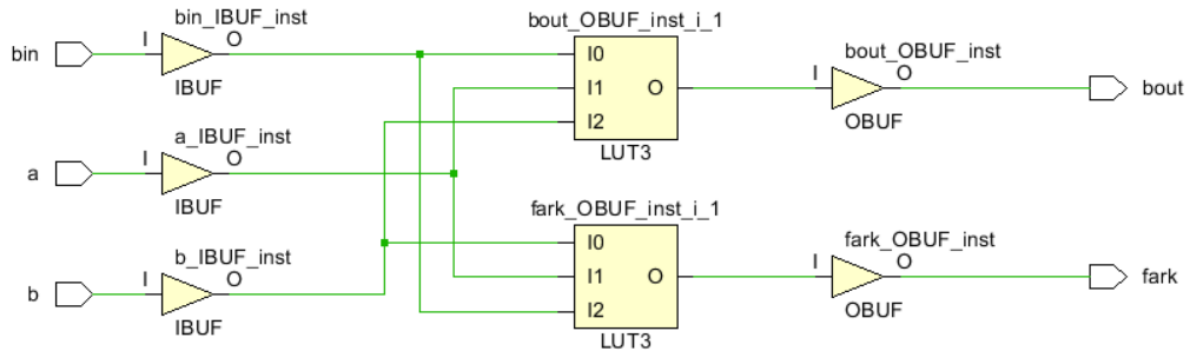 bin_IBUF_inst
bin
I
O
IBUF
a_IBUF_inst
a
I
O
IBUF
b_IBUF_inst
b
I
O
IBUF
bout_OBUF_inst_i_1
I0
I1
O
I2
LUT3
fark_OBUF_inst_i_1
I0
I1
O
I2
LUT3
bout_OBUF_inst
I
O
bout
OBUF
fark_OBUF_inst
I
O
fark
OBUF